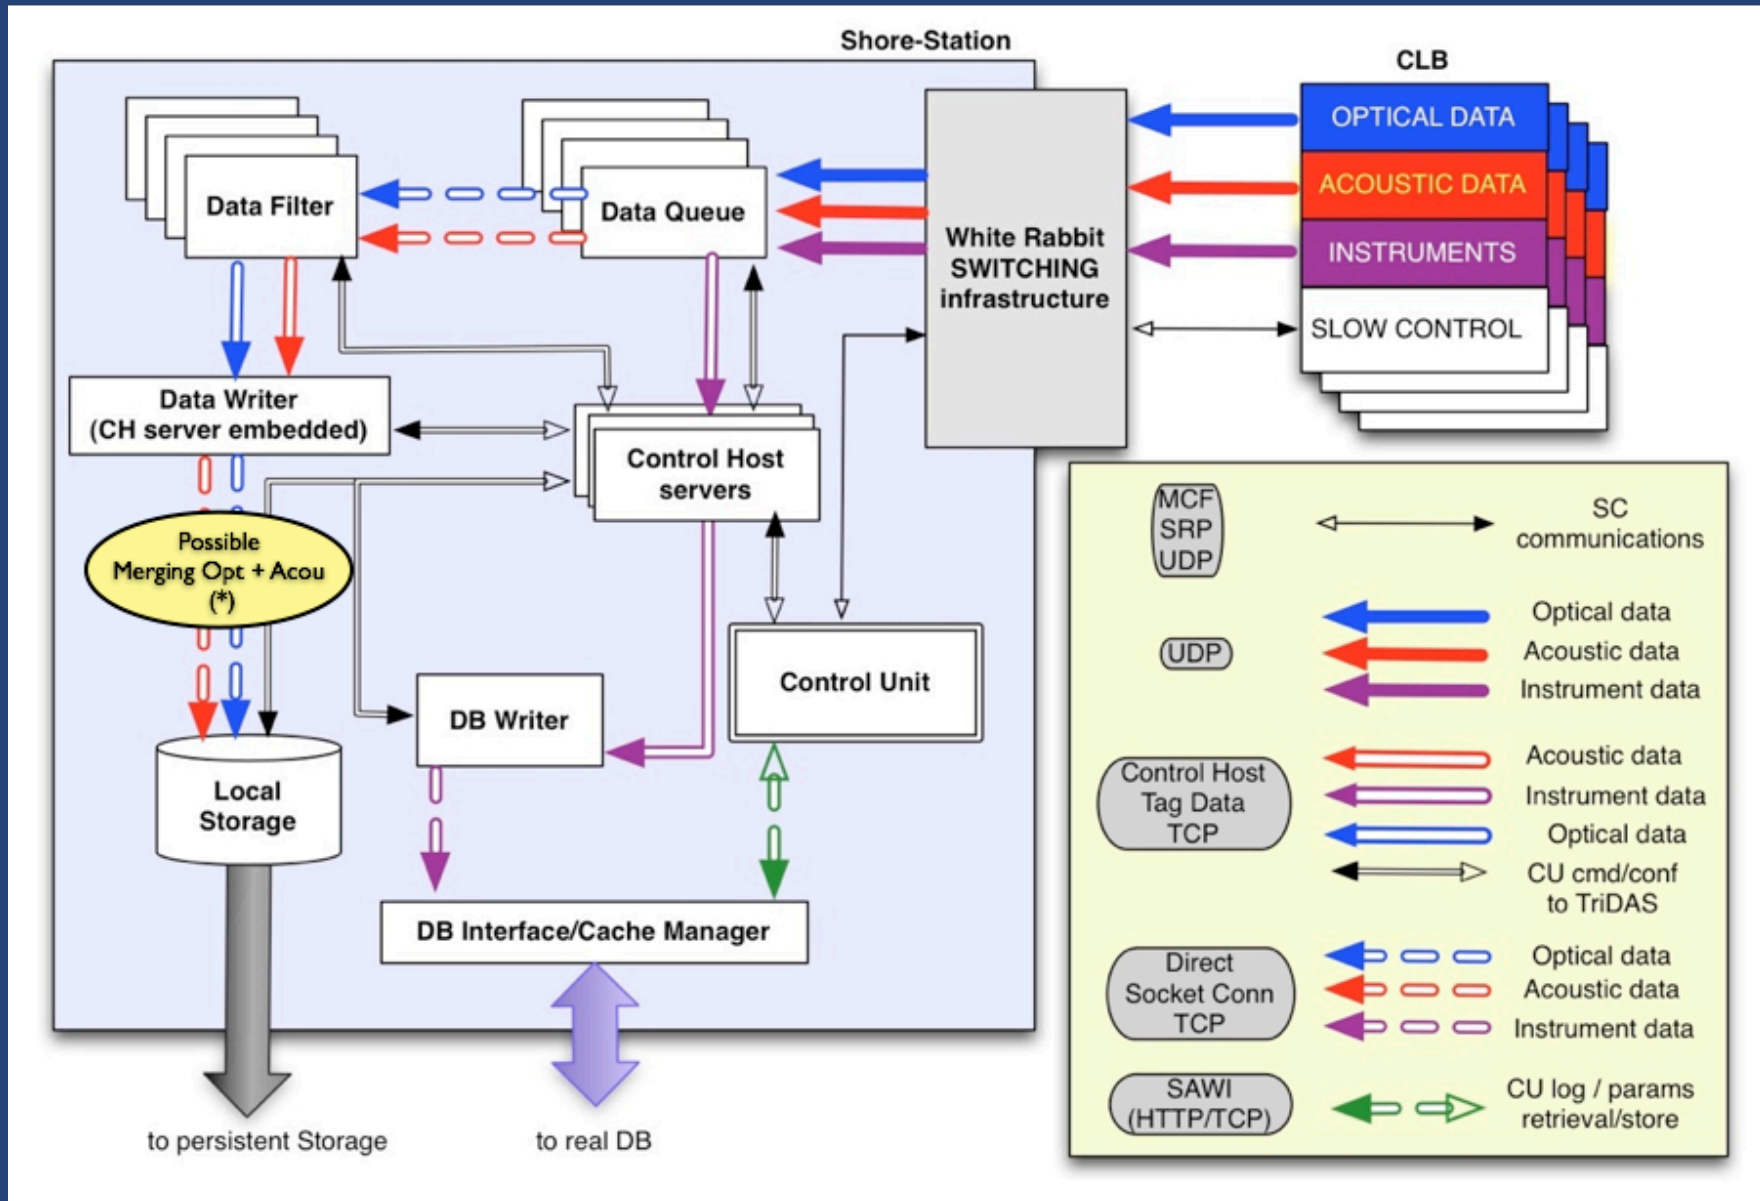 Shore-Station
CLB
OPTICAL DATA
ACOUSTIC DATA
INSTRUMENTS
SLOW CONTROL
White Rabbit
SWITCHING
infrastructure
Data Queue
Data Filter
Data Writer
(CH server embedded)
Control Host
servers
Possible
Merging Opt + Acou
(*)
Control Unit
DB Writer
Local
Storage
DB Interface/Cache Manager
to persistent Storage
to real DB
MCF
SRP
UDP
SC
communications
UDP
Optical data
Acoustic data
Instrument data
Control Host
Tag Data
TCP
Acoustic data
Instrument data
Optical data
CU cmd/conf
to TriDAS
Direct
Socket Conn
TCP
Optical data
Acoustic data
Instrument data
SAWI
(HTTP/TCP)
CU log / params
retrieval/store